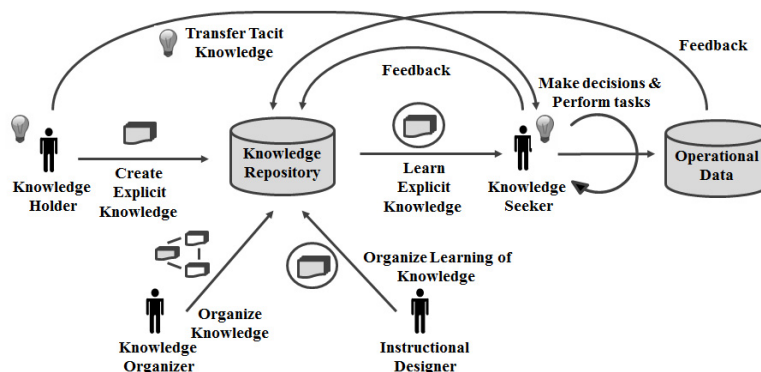 Transfer Tacit
Knowledge
Feedback
Feedback
Make decisions &
Perform tasks
Knowledge
Repository
Operational
Data
Knowledge
Holder
Create
Explicit
Knowledge
Learn
Explicit
Knowledge
Knowledge
Seeker
Organize Learning of
Knowledge
Organize
Knowledge
Knowledge
Organizer
Instructional
Designer